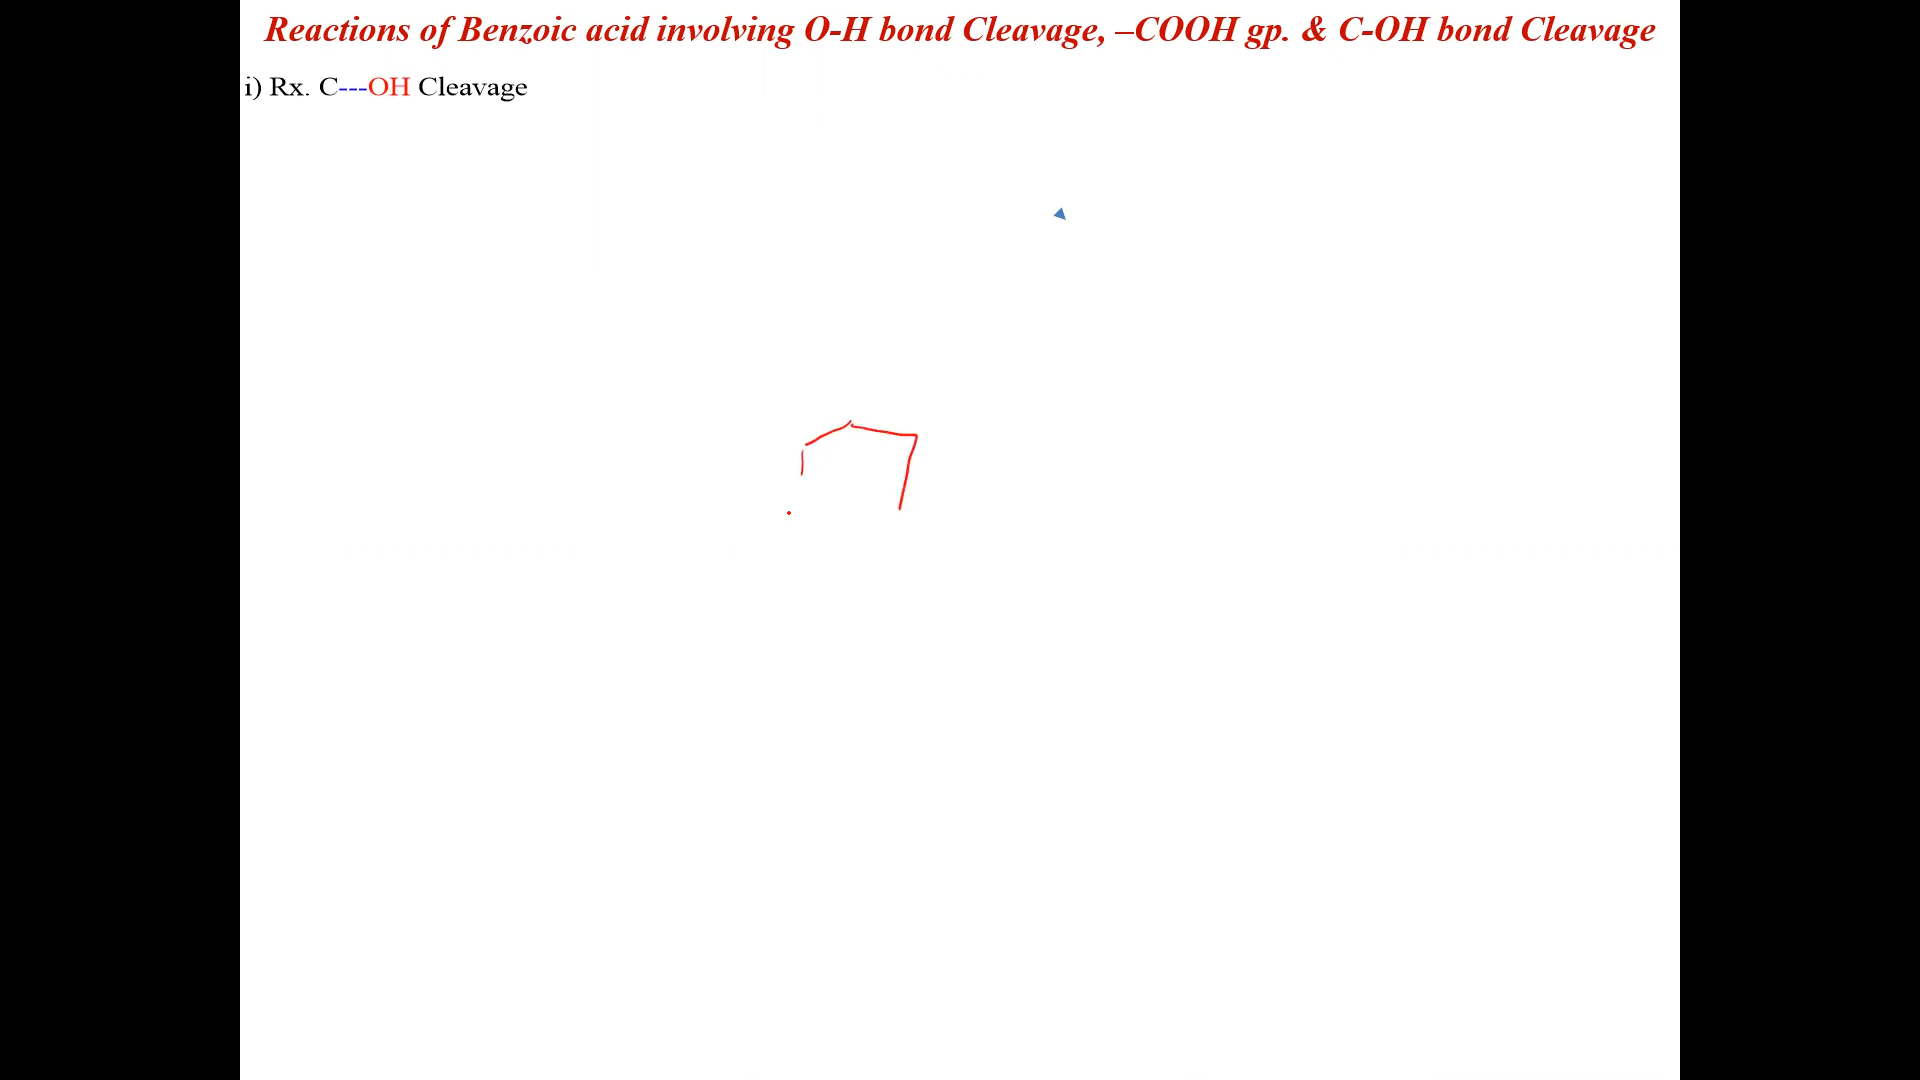 Reactions of Benzoic acid involving O-H bond Cleavage, –COOH gp. & C-OH bond Cleavage
i) Rx. C---OH Cleavage